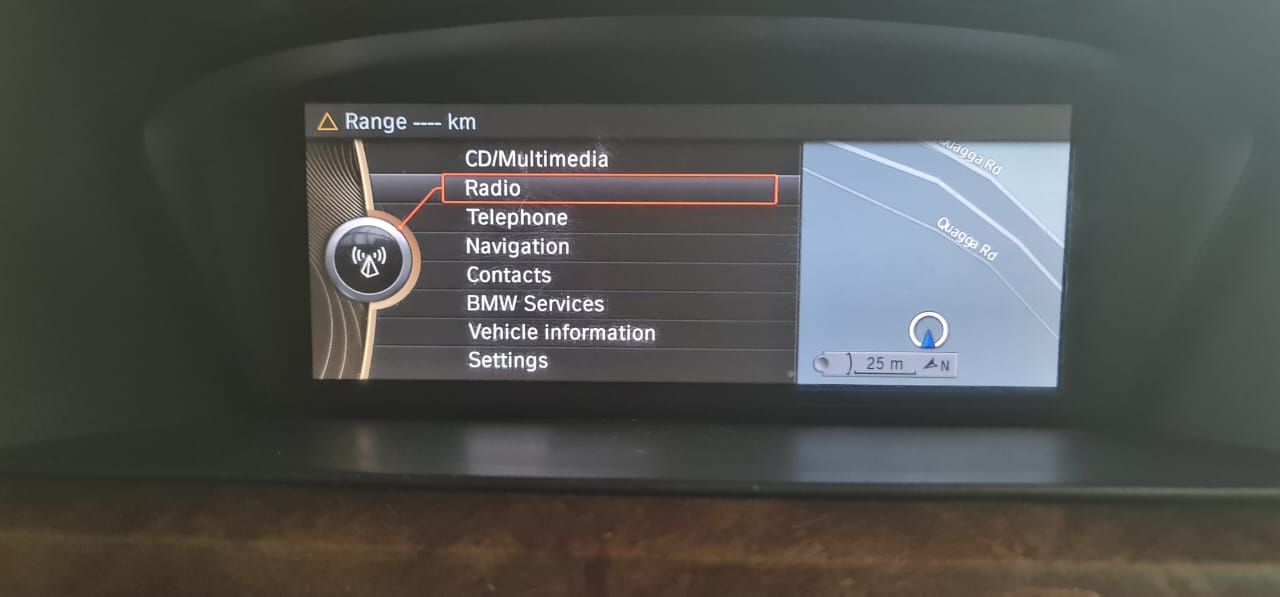 Range ---- km
CD/Multimedia
Radio
Telephone
Navigation
Contacts
BMW Services
Vehicle information
Settings
Quagga Rd
Quagga Rd
25 m
N